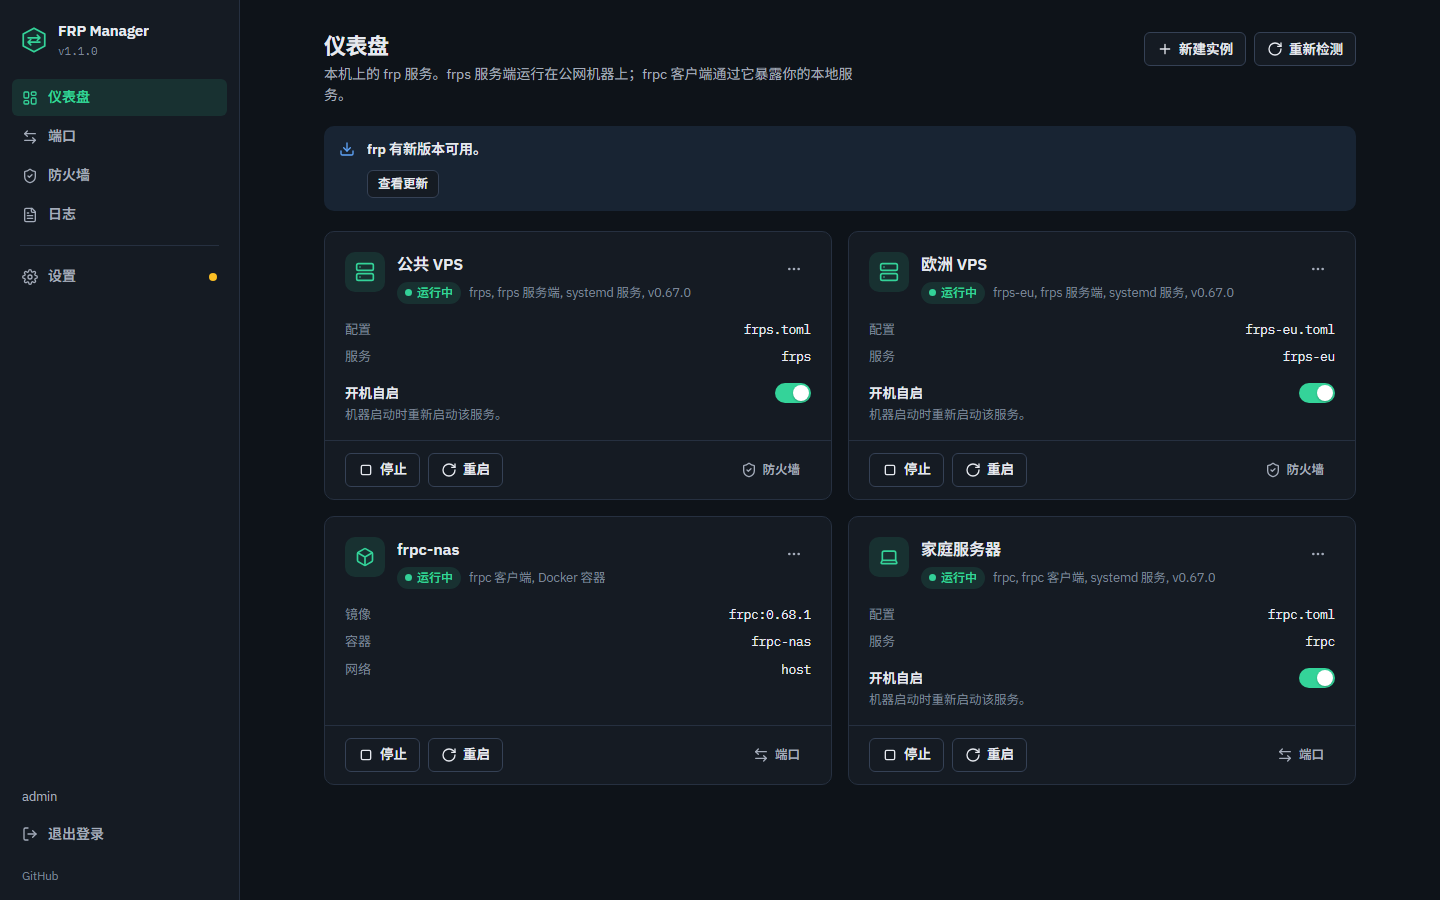 FRP Manager
v1.1.0
仪表盘
端口
防火墙
日志
设置
admin
退出登录
GitHub
仪表盘
本机上的 frp 服务。frps 服务端运行在公网机器上；frpc 客户端通过它暴露你的本地服
务。
新建实例
重新检测
frp 有新版本可用。
查看更新
公共 VPS
运行中 frps, frps 服务端, systemd 服务, v0.67.0
配置 frps.toml
服务 frps
开机自启
机器启动时重新启动该服务。
停止 重启 防火墙
欧洲 VPS
运行中 frps-eu, frps 服务端, systemd 服务, v0.67.0
配置 frps-eu.toml
服务 frps-eu
开机自启
机器启动时重新启动该服务。
停止 重启 防火墙
frpc-nas
运行中 frpc 客户端, Docker 容器
镜像 frpc:0.68.1
容器 frpc-nas
网络 host
停止 重启 端口
家庭服务器
运行中 frpc, frpc 客户端, systemd 服务, v0.67.0
配置 frpc.toml
服务 frpc
开机自启
机器启动时重新启动该服务。
停止 重启 端口